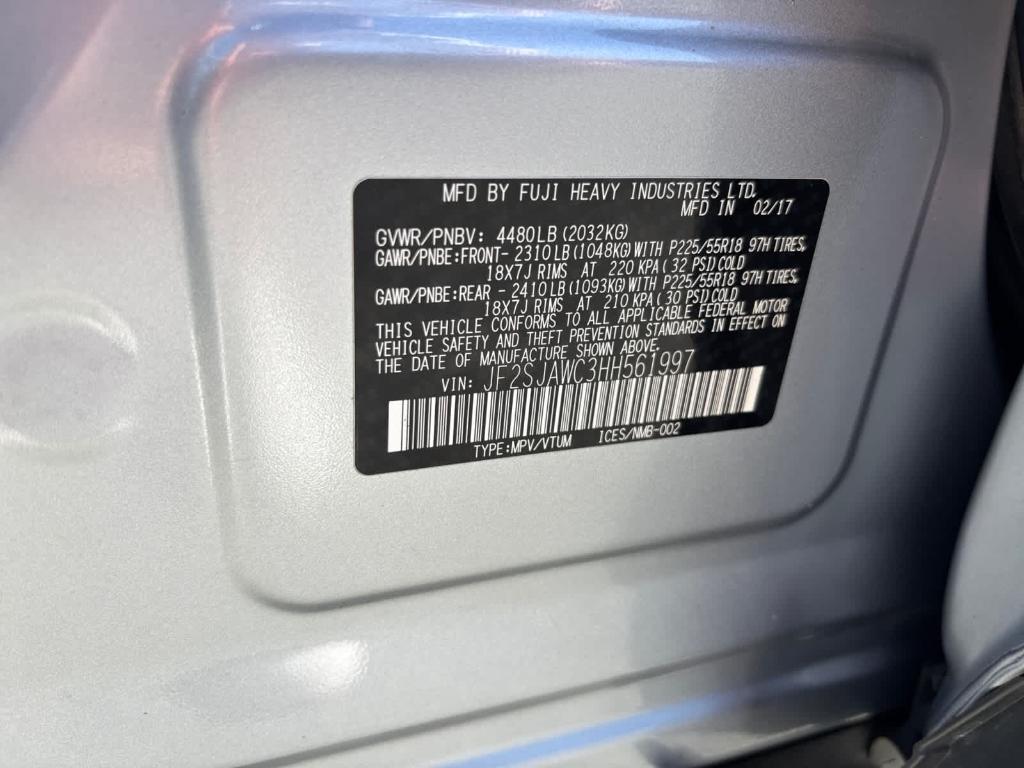 MFD BY FUJI HEAVY INDUSTRIES LTD.
MFD IN 02/17
GVWR/PNBV: 4480LB (2032KG)
GAWR/PNBE:FRONT- 2310LB (1048KG) WITH P225/55R18 97H TIRES,
18X7J RIMS AT 220 KPA (32 PSI) COLD
GAWR/PNBE:REAR - 2410LB (1093KG) WITH P225/55R18 97H TIRES,
18X7J RIMS AT 210 KPA (30 PSI) COLD
THIS VEHICLE CONFORMS TO ALL APPLICABLE FEDERAL MOTOR
VEHICLE SAFETY AND THEFT PREVENTION STANDARDS IN EFFECT ON
THE DATE OF MANUFACTURE SHOWN ABOVE.
VIN: JF2SJAWC3HH561997
TYPE:MPV/VTUM ICES/NMB-002